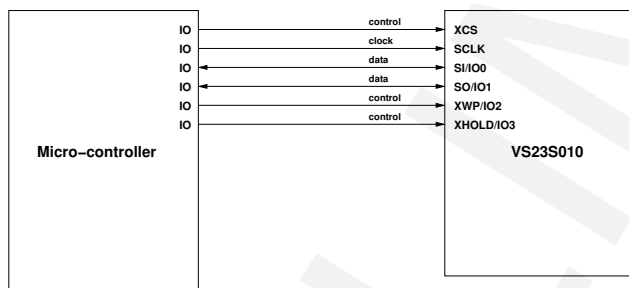 control
IO XCS
clock
IO SCLK
data
IO SI/IO0
data
IO SO/IO1
control
IO XWP/IO2
control
IO XHOLD/IO3
Micro−controller VS23S010